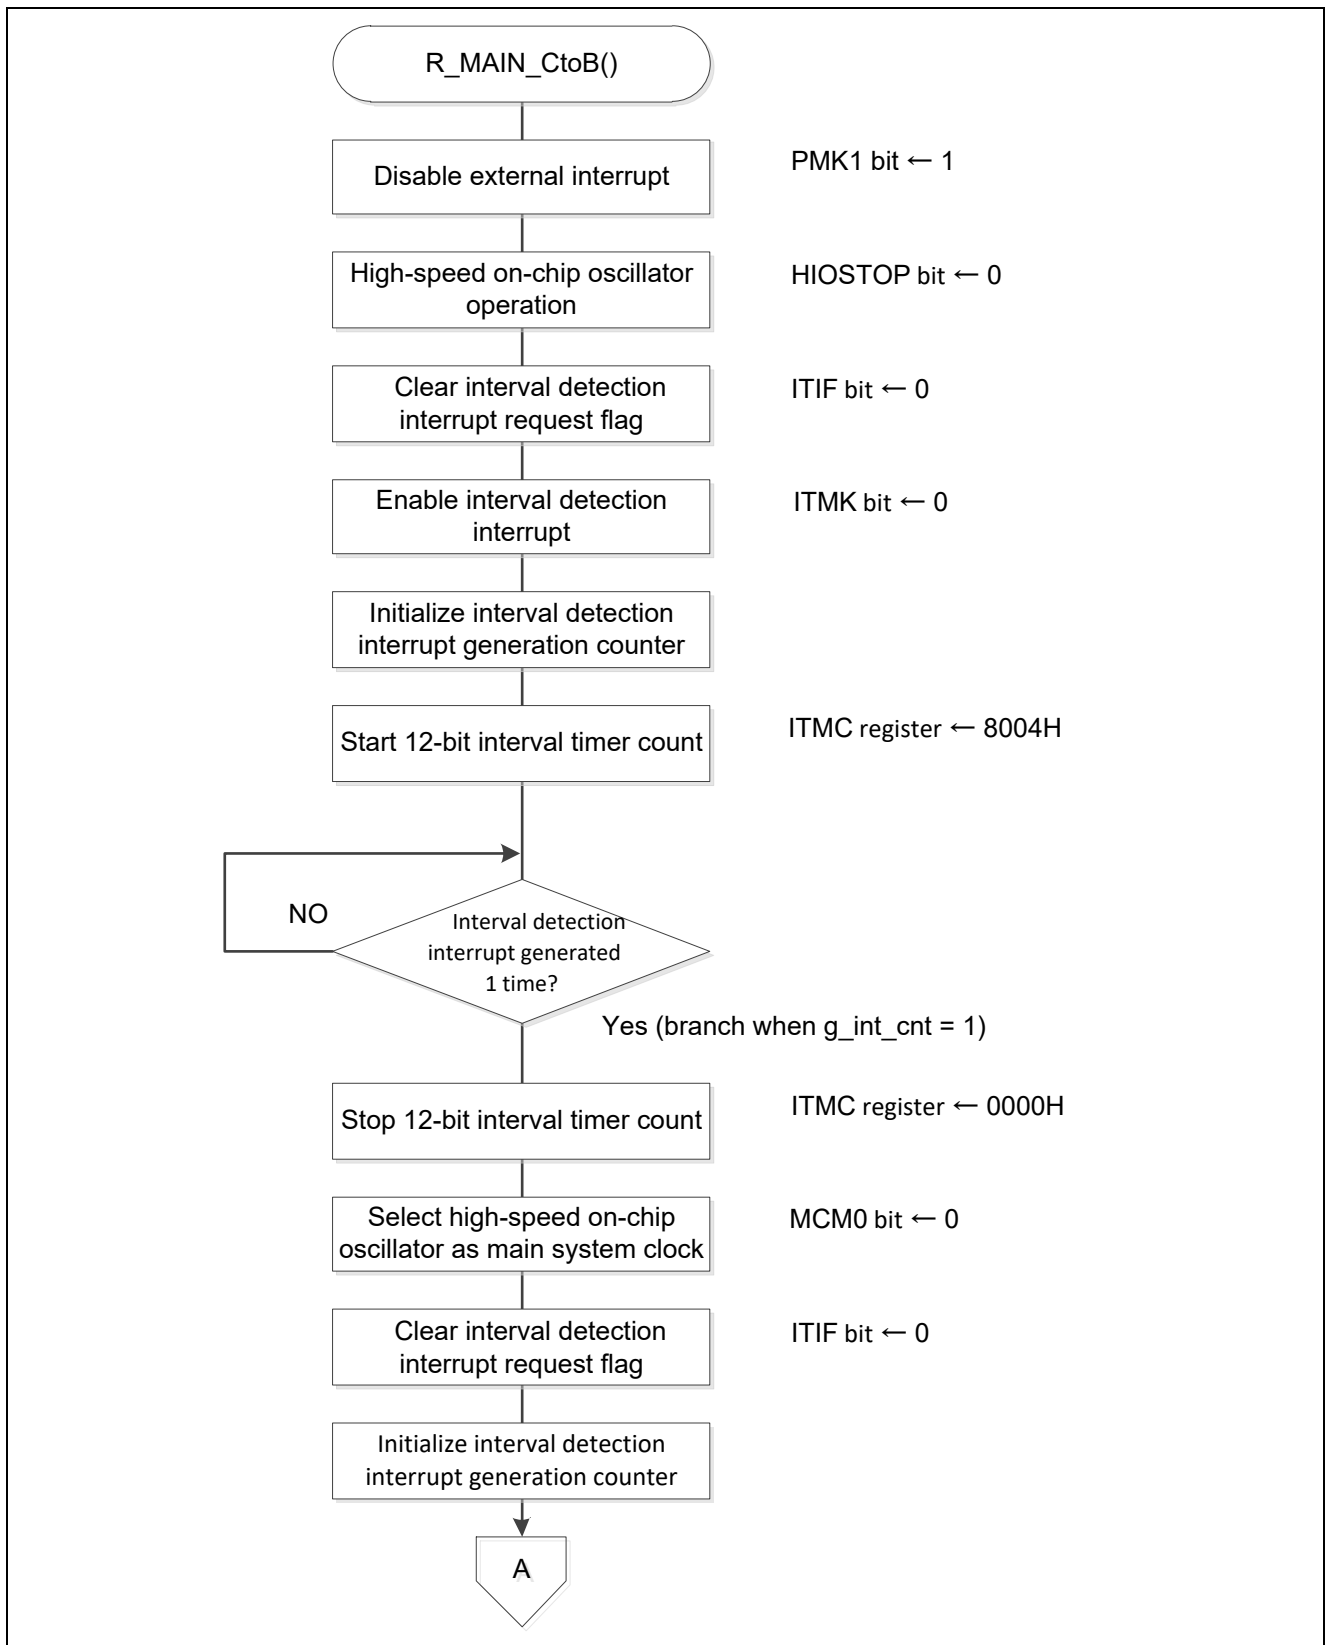 R_MAIN_CtoB()
Disable external interrupt
PMK1 bit ← 1
High-speed on-chip oscillator
operation
HIOSTOP bit ← 0
Clear interval detection
interrupt request flag
ITIF bit ← 0
Enable interval detection
interrupt
ITMK bit ← 0
Initialize interval detection
interrupt generation counter
Start 12-bit interval timer count
ITMC register ← 8004H
NO
Interval detection
interrupt generated
1 time?
Yes (branch when g_int_cnt = 1)
Stop 12-bit interval timer count
ITMC register ← 0000H
Select high-speed on-chip
oscillator as main system clock
MCM0 bit ← 0
Clear interval detection
interrupt request flag
ITIF bit ← 0
Initialize interval detection
interrupt generation counter
A